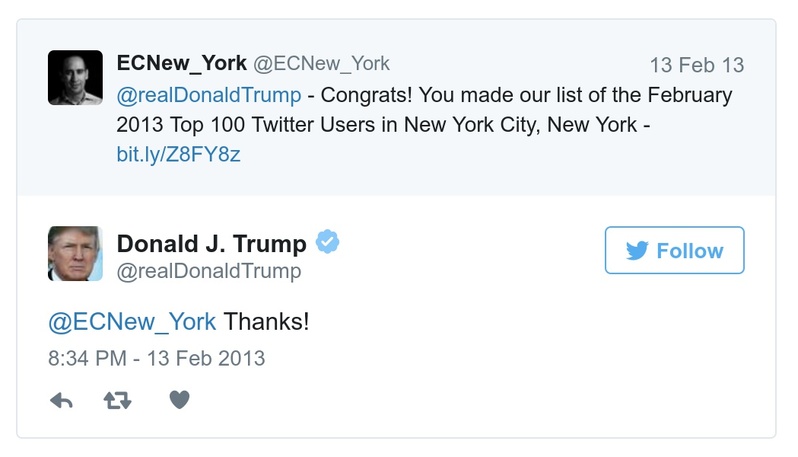 ECNew_York @ECNew_York 13 Feb 13
@realDonaldTrump - Congrats! You made our list of the February
2013 Top 100 Twitter Users in New York City, New York -
bit.ly/Z8FY8z
Donald J. Trump
@realDonaldTrump
Follow
@ECNew_York Thanks!
8:34 PM - 13 Feb 2013